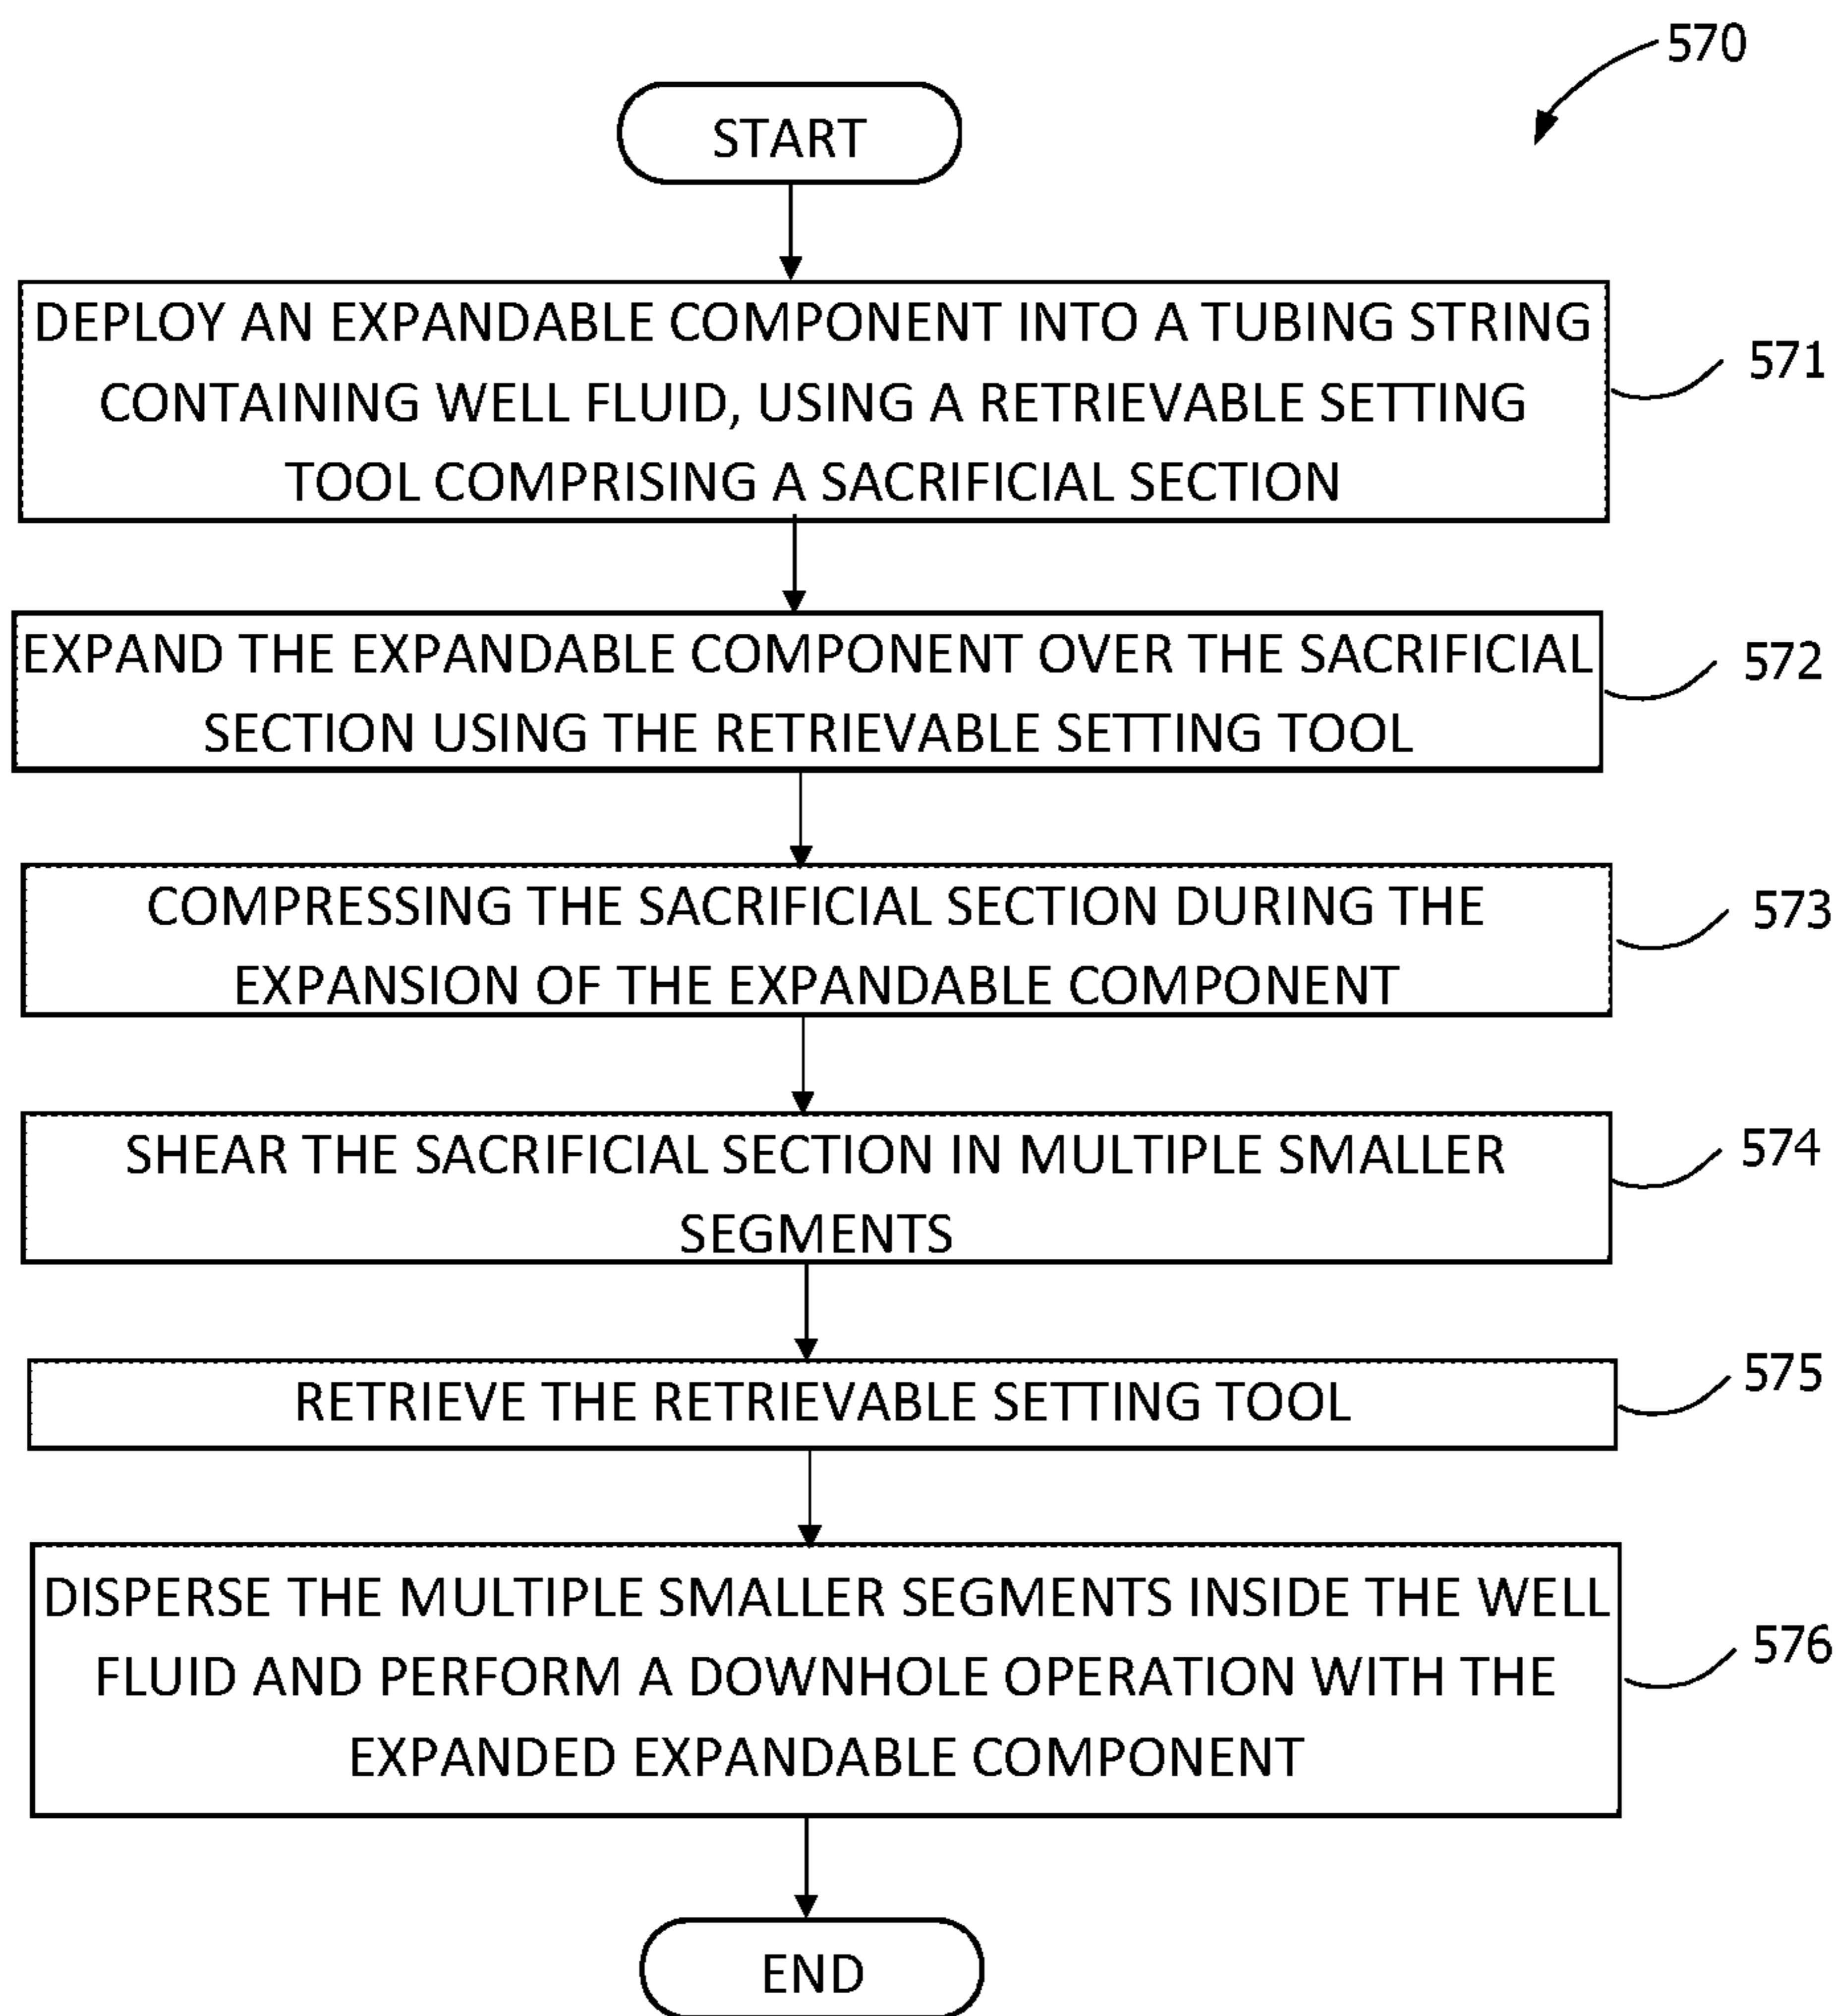 570
START
DEPLOY AN EXPANDABLE COMPONENT INTO A TUBING STRING
CONTAINING WELL FLUID, USING A RETRIEVABLE SETTING
TOOL COMPRISING A SACRIFICIAL SECTION
571
EXPAND THE EXPANDABLE COMPONENT OVER THE SACRIFICIAL
SECTION USING THE RETRIEVABLE SETTING TOOL
572
COMPRESSING THE SACRIFICIAL SECTION DURING THE
EXPANSION OF THE EXPANDABLE COMPONENT
573
SHEAR THE SACRIFICIAL SECTION IN MULTIPLE SMALLER
SEGMENTS
574
RETRIEVE THE RETRIEVABLE SETTING TOOL
575
DISPERSE THE MULTIPLE SMALLER SEGMENTS INSIDE THE WELL
FLUID AND PERFORM A DOWNHOLE OPERATION WITH THE
EXPANDED EXPANDABLE COMPONENT
576
END